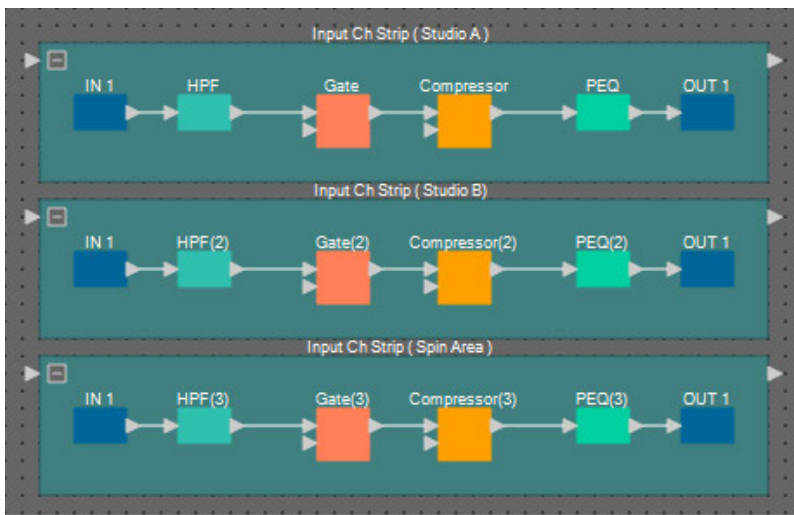 Input Ch Strip ( Studio A )
IN 1 HPF Gate Compressor PEQ OUT 1
Input Ch Strip ( Studio B)
IN 1 HPF(2) Gate(2) Compressor(2) PEQ(2) OUT 1
Input Ch Strip ( Spin Area )
IN 1 HPF(3) Gate(3) Compressor(3) PEQ(3) OUT 1